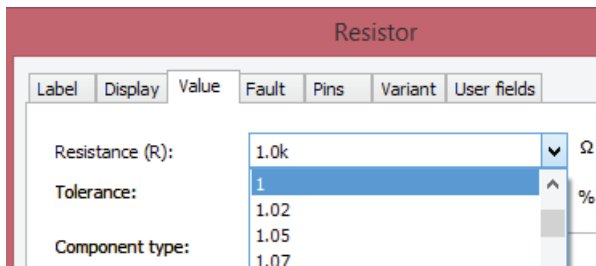 Resistor
Label Display Value Fault Pins Variant User fields
Resistance (R): 1.0k Ω
Tolerance: 1 %
1.02
1.05
Component type:
1.07